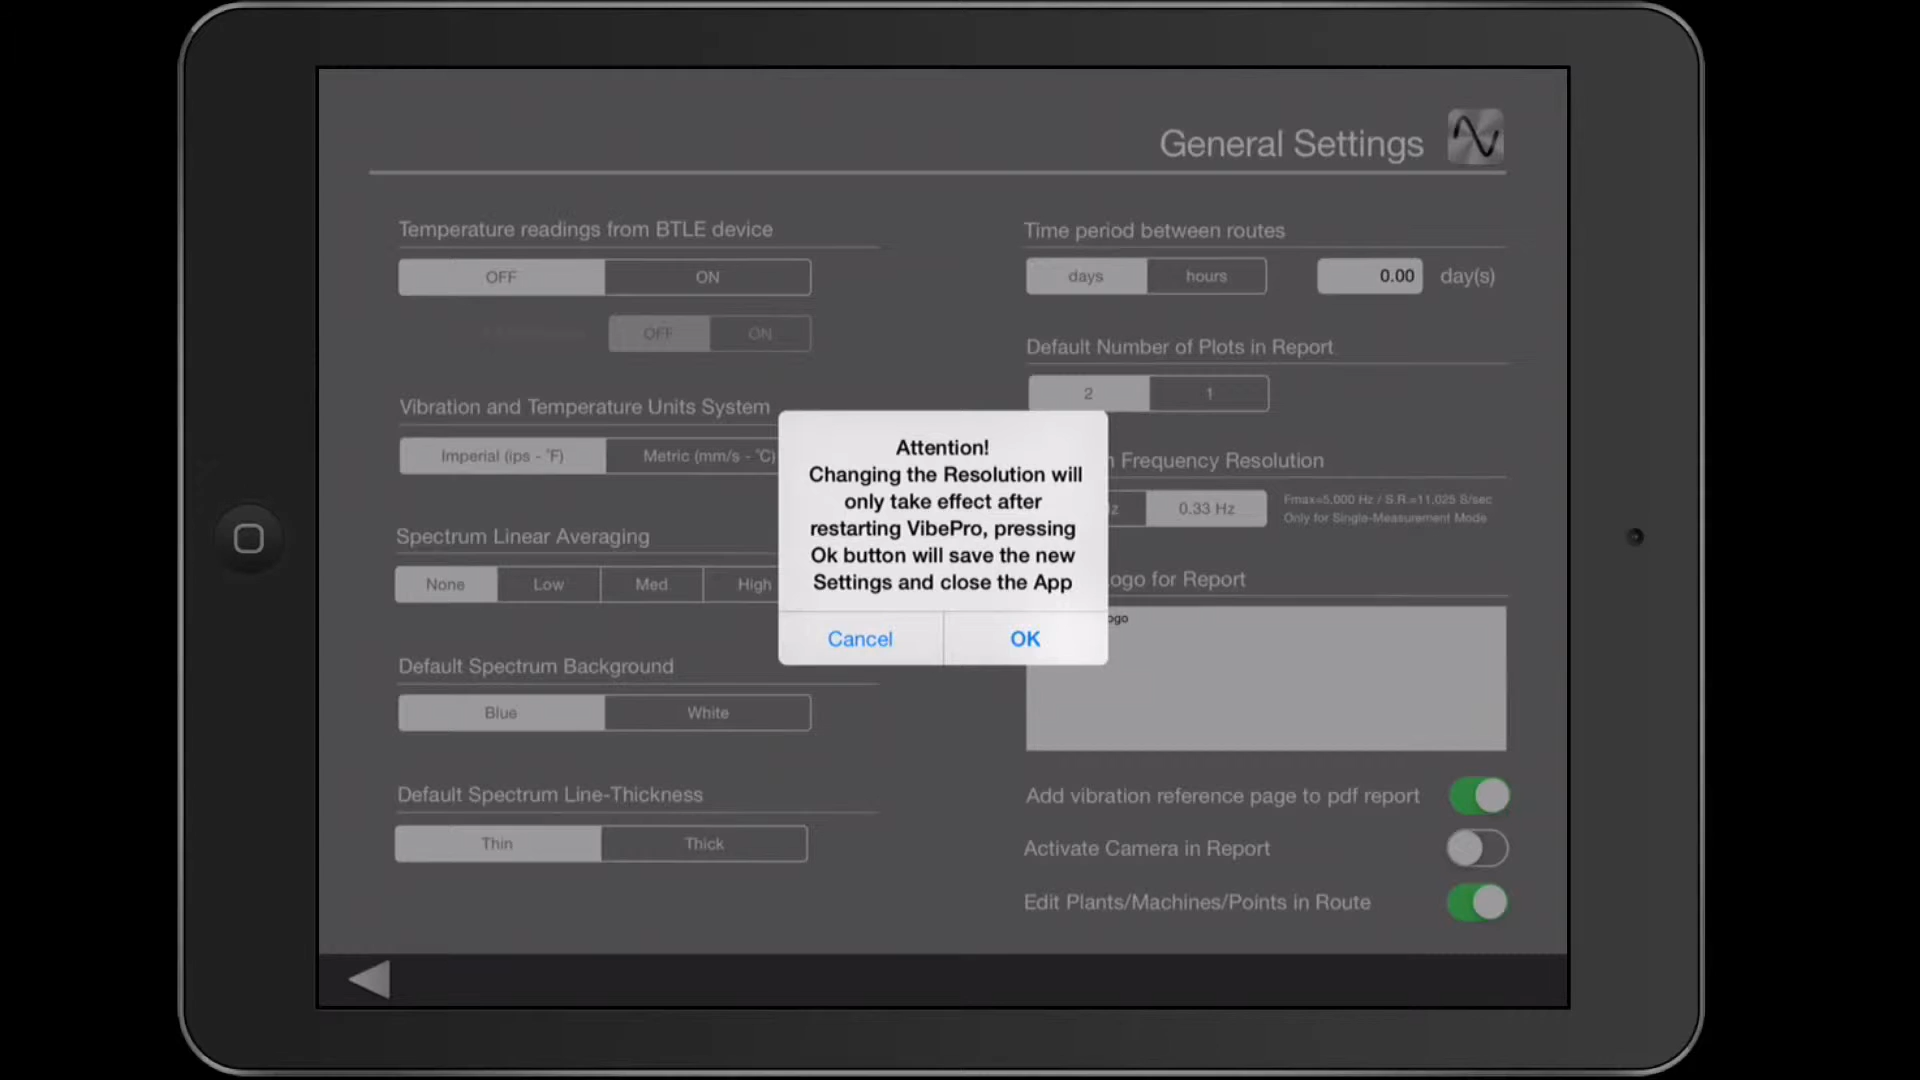 General Settings
Temperature readings from BTLE device
OFF ON
OFF ON
Vibration and Temperature Units System
Imperial (ips - °F) Metric (mm/s - °C)
Spectrum Linear Averaging
None Low Med High
Default Spectrum Background
Blue White
Default Spectrum Line-Thickness
Thin Thick
Time period between routes
days hours 0.00 day(s)
Default Number of Plots in Report
2 1
Frequency Resolution
0.33 Hz
Fmax=5,000 Hz / S.R.=11,025 S/sec
Only for Single-Measurement Mode
for Report
Add vibration reference page to pdf report
Activate Camera in Report
Edit Plants/Machines/Points in Route
Attention!
Changing the Resolution will
only take effect after
restarting VibePro, pressing
Ok button will save the new
Settings and close the App
Cancel OK